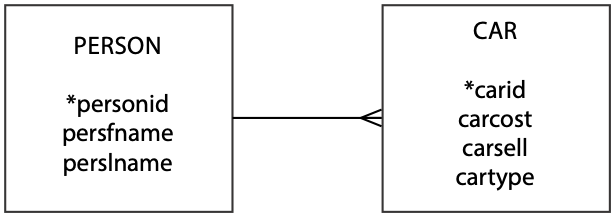 PERSON
*personid
persfname
perslname
CAR
*carid
carcost
carsell
cartype